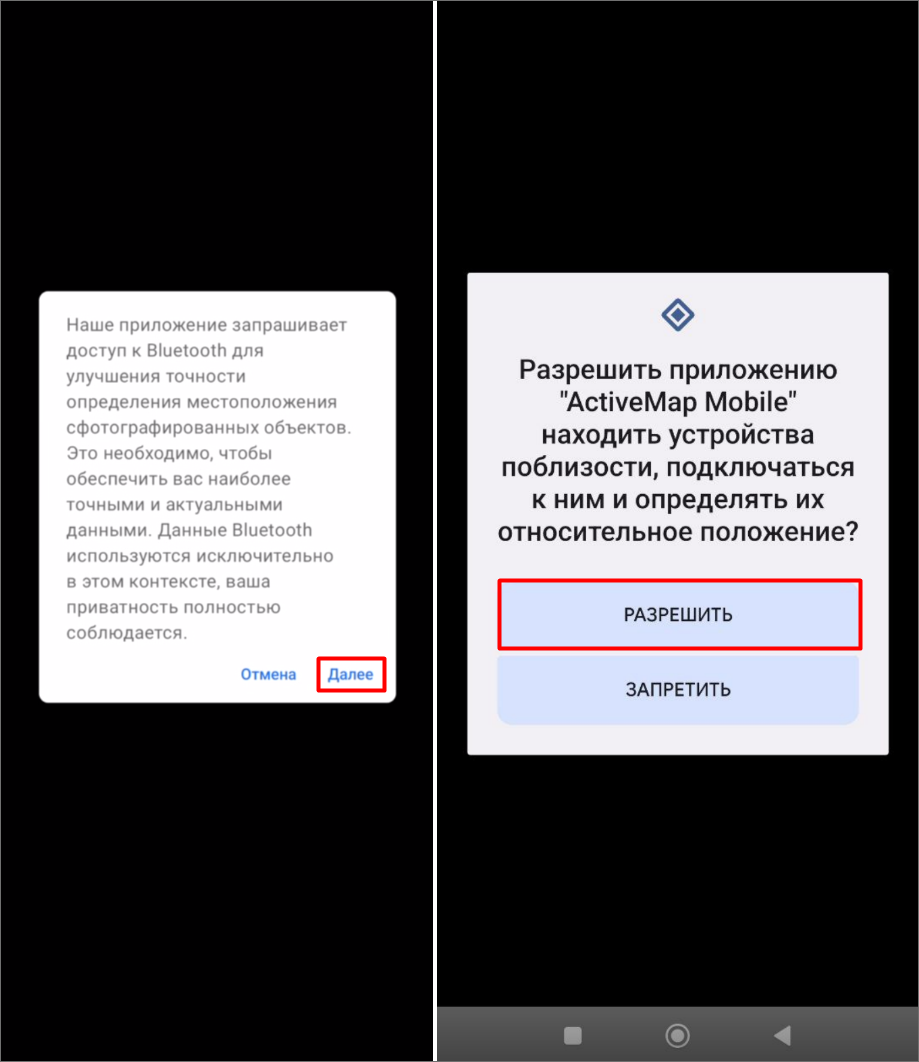 Наше приложение запрашивает
доступ к Bluetooth для
улучшения точности
определения местоположения
сфотографированных объектов.
Это необходимо, чтобы
обеспечить вас наиболее
точными и актуальными
данными. Данные Bluetooth
используются исключительно
в этом контексте, ваша
приватность полностью
соблюдается.
Отмена Далее
Разрешить приложению
"ActiveMap Mobile"
находить устройства
поблизости, подключаться
к ним и определять их
относительное положение?
РАЗРЕШИТЬ
ЗАПРЕТИТЬ